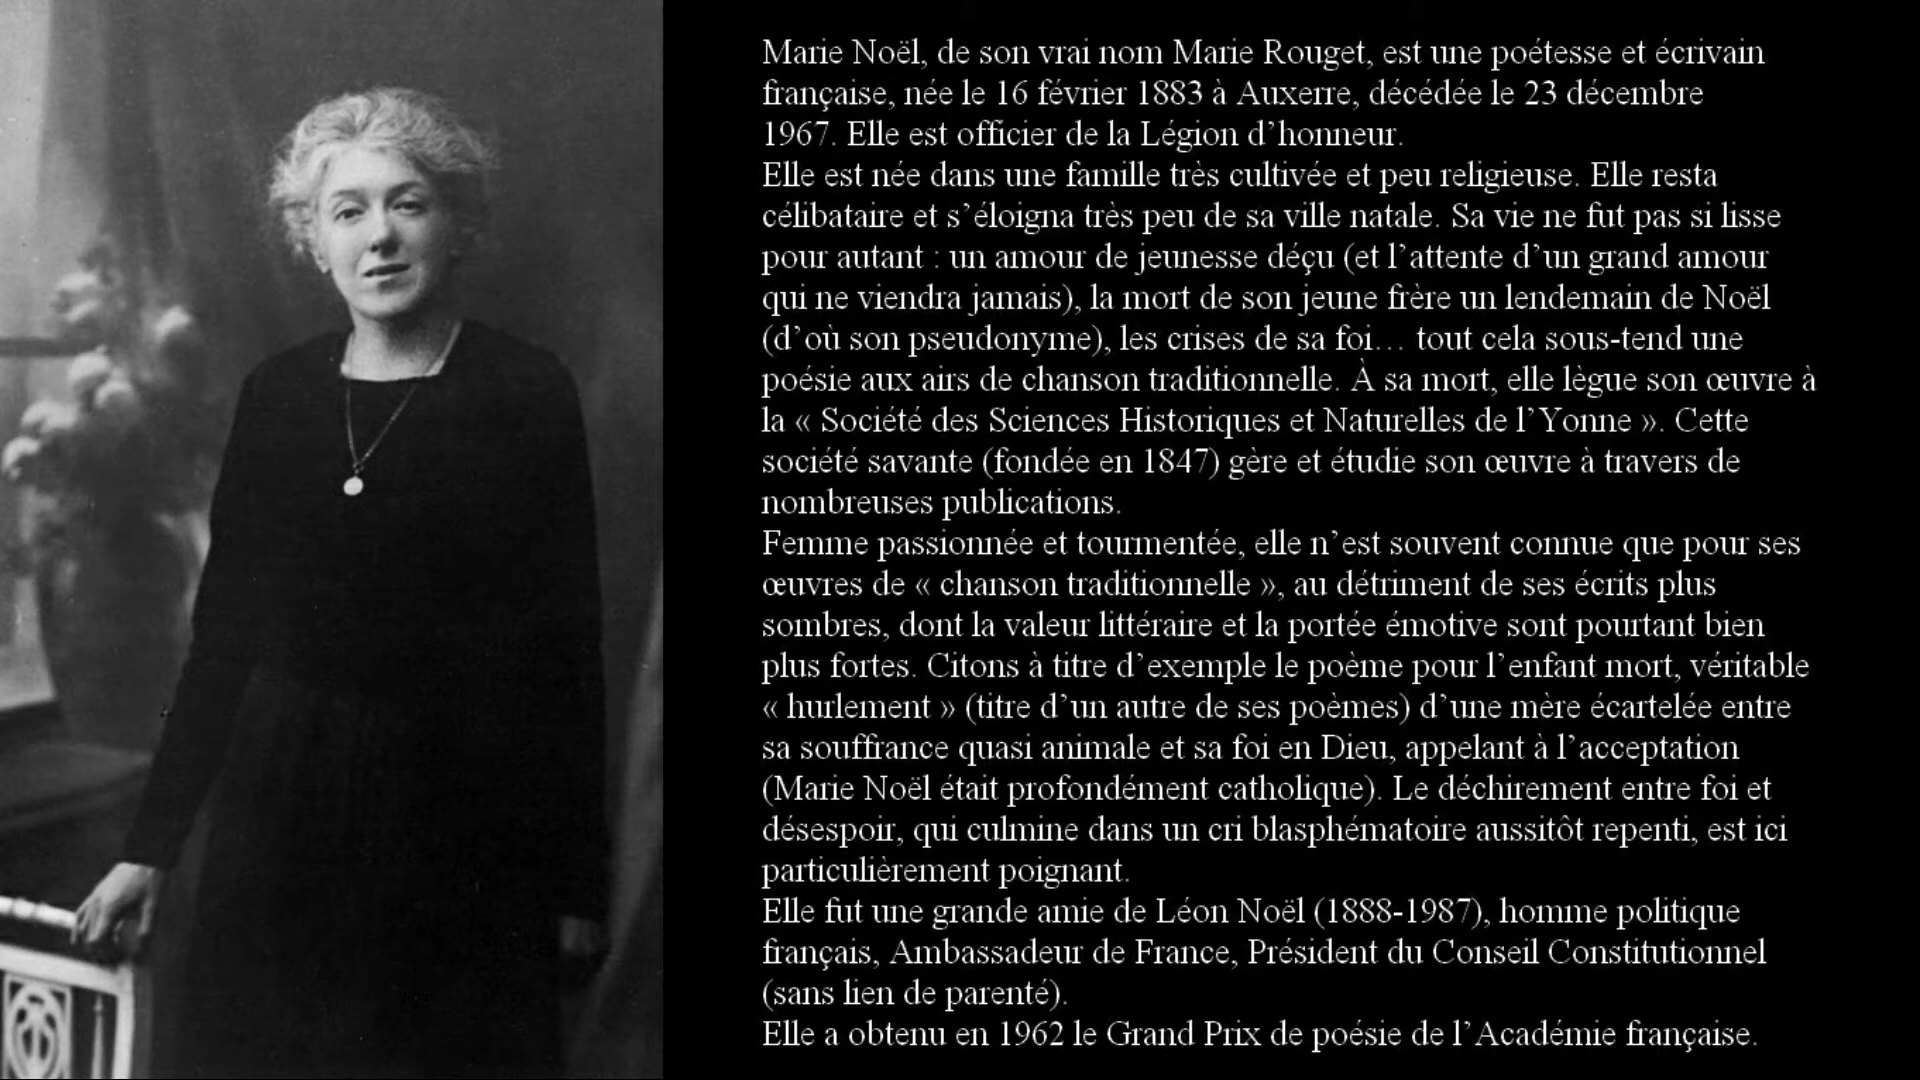 Marie Noël, de son vrai nom Marie Rouget, est une poétesse et écrivain
française, née le 16 février 1883 à Auxerre, décédée le 23 décembre
1967. Elle est officier de la Légion d’honneur.
Elle est née dans une famille très cultivée et peu religieuse. Elle resta
célibataire et s’éloigna très peu de sa ville natale. Sa vie ne fut pas si lisse
pour autant : un amour de jeunesse déçu (et l’attente d’un grand amour
qui ne viendra jamais), la mort de son jeune frère un lendemain de Noël
(d’où son pseudonyme), les crises de sa foi… tout cela sous-tend une
poésie aux airs de chanson traditionnelle. À sa mort, elle lègue son œuvre à
la « Société des Sciences Historiques et Naturelles de l’Yonne ». Cette
société savante (fondée en 1847) gère et étudie son œuvre à travers de
nombreuses publications.
Femme passionnée et tourmentée, elle n’est souvent connue que pour ses
œuvres de « chanson traditionnelle », au détriment de ses écrits plus
sombres, dont la valeur littéraire et la portée émotive sont pourtant bien
plus fortes. Citons à titre d’exemple le poème pour l’enfant mort, véritable
« hurlement » (titre d’un autre de ses poèmes) d’une mère écartelée entre
sa souffrance quasi animale et sa foi en Dieu, appelant à l’acceptation
(Marie Noël était profondément catholique). Le déchirement entre foi et
désespoir, qui culmine dans un cri blasphématoire aussitôt repenti, est ici
particulièrement poignant.
Elle fut une grande amie de Léon Noël (1888-1987), homme politique
français, Ambassadeur de France, Président du Conseil Constitutionnel
(sans lien de parenté).
Elle a obtenu en 1962 le Grand Prix de poésie de l’Académie française.